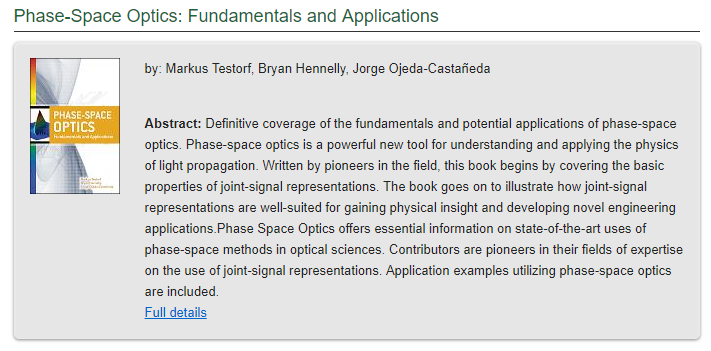 Phase-Space Optics: Fundamentals and Applications
by: Markus Testorf, Bryan Hennelly, Jorge Ojeda-Castañeda
PHASE-SPACE
OPTICS
Fundamentals and Applications
Abstract: Definitive coverage of the fundamentals and potential applications of phase-space
optics. Phase-space optics is a powerful new tool for understanding and applying the physics
of light propagation. Written by pioneers in the field, this book begins by covering the basic
properties of joint-signal representations. The book goes on to illustrate how joint-signal
representations are well-suited for gaining physical insight and developing novel engineering
applications.Phase Space Optics offers essential information on state-of-the-art uses of
phase-space methods in optical sciences. Contributors are pioneers in their fields of expertise
on the use of joint-signal representations. Application examples utilizing phase-space optics
are included.
Full details